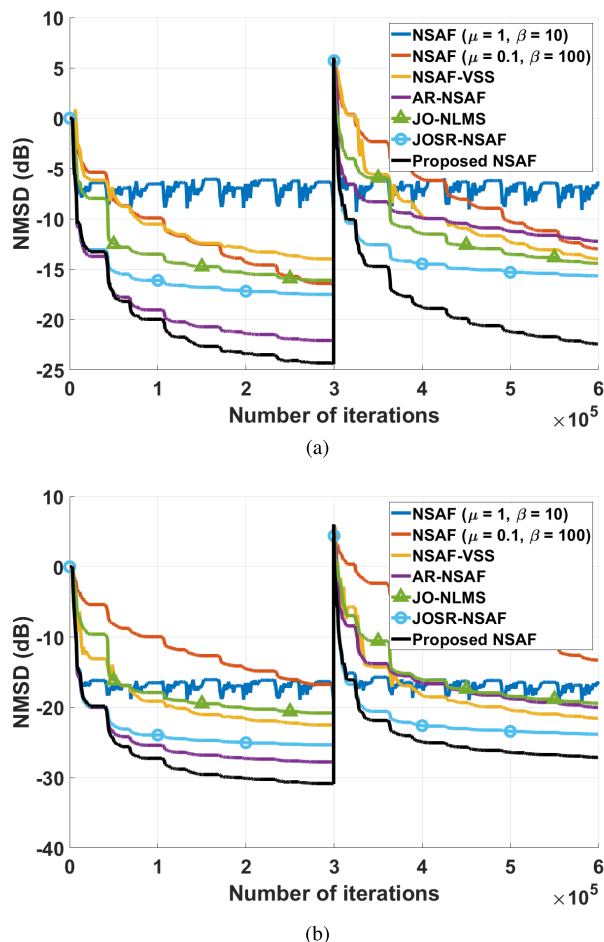 10
5
0
-5
-10
-15
-20
-25
NMSD (dB)
NSAF (μ = 1, β = 10)
NSAF (μ = 0.1, β = 100)
NSAF-VSS
AR-NSAF
JO-NLMS
JOSR-NSAF
Proposed NSAF
0 1 2 3 4 5 6
Number of iterations
×10^5
(a)
10
0
-10
-20
-30
-40
NMSD (dB)
NSAF (μ = 1, β = 10)
NSAF (μ = 0.1, β = 100)
NSAF-VSS
AR-NSAF
JO-NLMS
JOSR-NSAF
Proposed NSAF
0 1 2 3 4 5 6
Number of iterations
×10^5
(b)